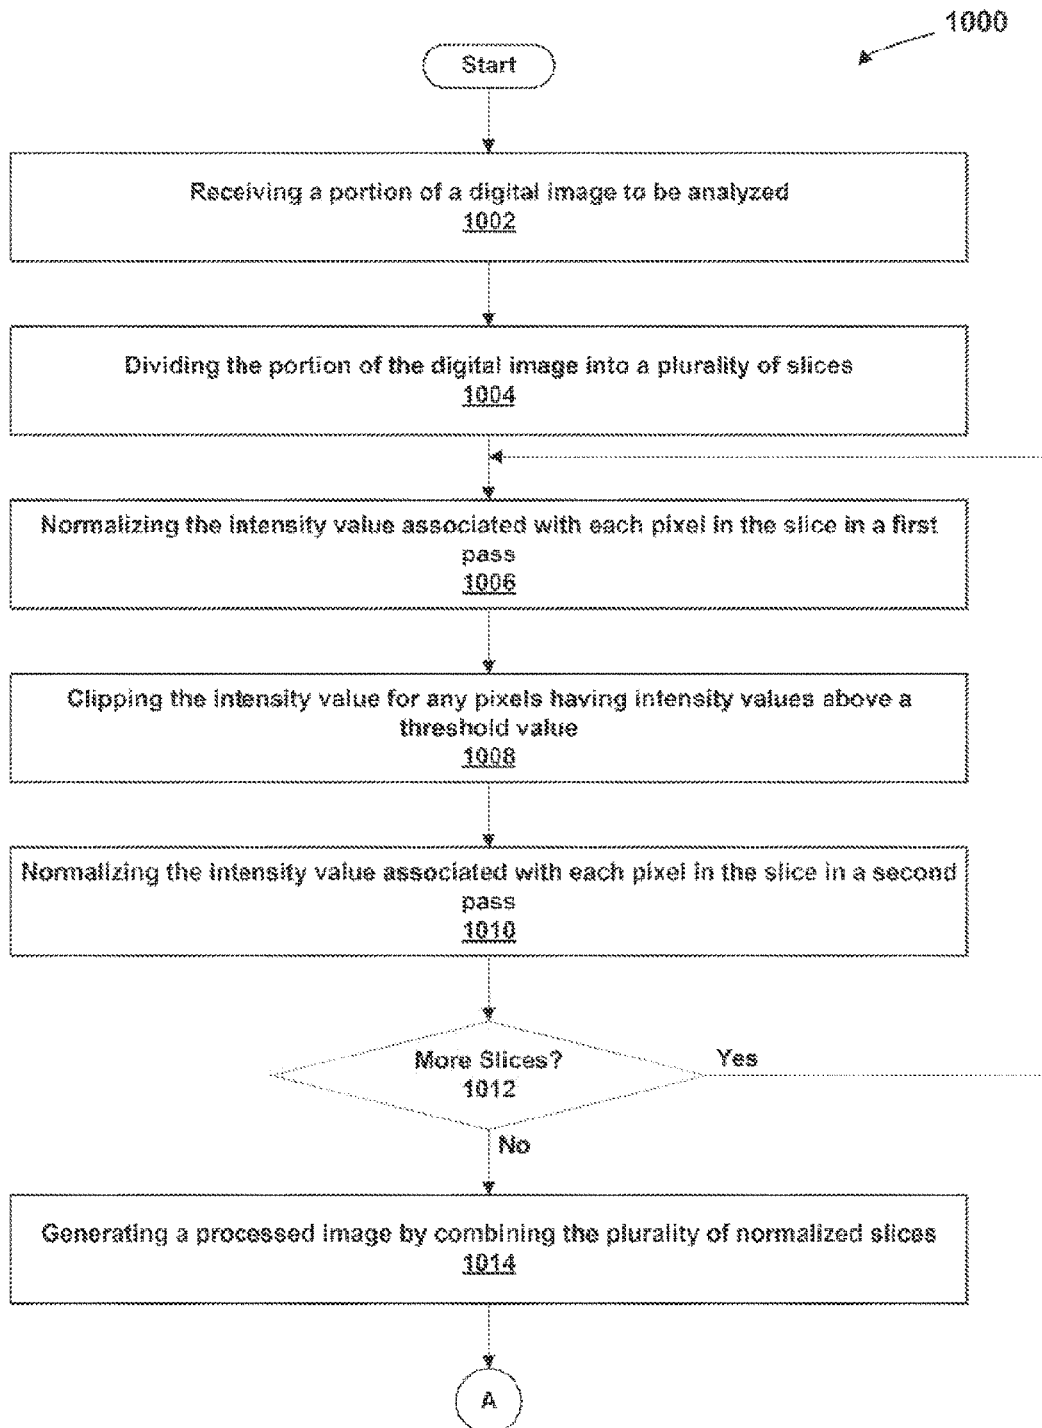 1000
Start
Receiving a portion of a digital image to be analyzed
1002
Dividing the portion of the digital image into a plurality of slices
1004
Normalizing the intensity value associated with each pixel in the slice in a first
pass
1006
Clipping the intensity value for any pixels having intensity values above a
threshold value
1008
Normalizing the intensity value associated with each pixel in the slice in a second
pass
1010
More Slices?
1012
Yes
No
Generating a processed image by combining the plurality of normalized slices
1014
A